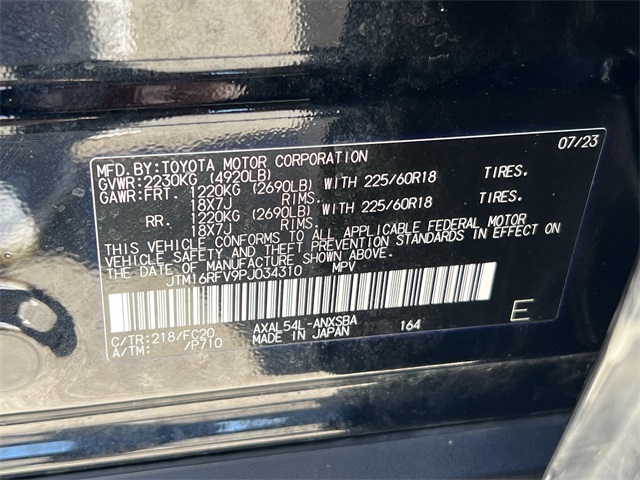 07/23
MFD. BY: TOYOTA MOTOR CORPORATION
GVWR: 2230KG (4920LB)
GAWR: FRT. 1220KG (2690LB) WITH 225/60R18 TIRES.
18X7J RIMS.
RR. 1220KG (2690LB) WITH 225/60R18 TIRES.
18X7J RIMS.
THIS VEHICLE CONFORMS TO ALL APPLICABLE FEDERAL MOTOR
VEHICLE SAFETY AND THEFT PREVENTION STANDARDS IN EFFECT ON
THE DATE OF MANUFACTURE SHOWN ABOVE.
JTM16RFV9PJ034310 MPV
C/TR: 218/FC20 AXAL54L-ANXSBA 164 E
A/TM: /P710 MADE IN JAPAN